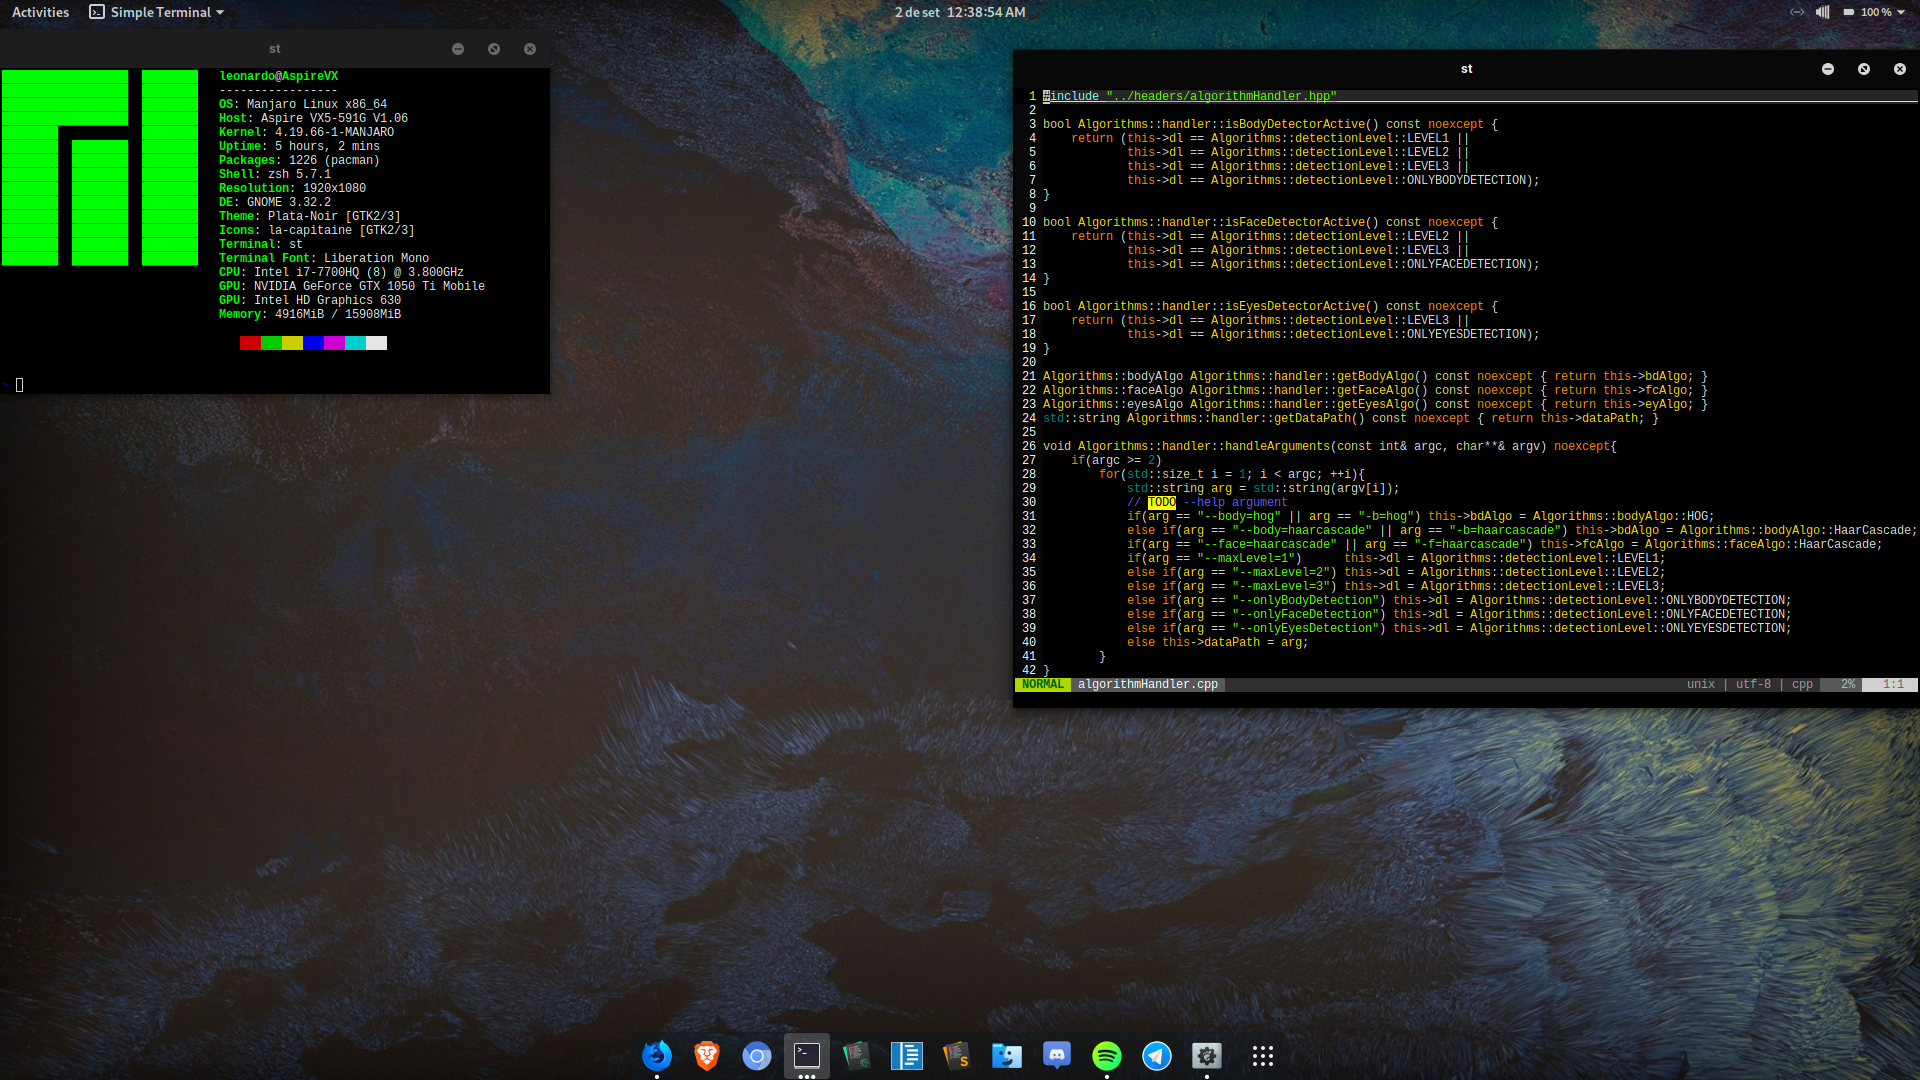 Activities Simple Terminal 2 de set 12:38:54 AM 100 %
st
leonardo@AspireVX
-----------------
OS: Manjaro Linux x86_64
Host: Aspire VX5-591G V1.06
Kernel: 4.19.66-1-MANJARO
Uptime: 5 hours, 2 mins
Packages: 1226 (pacman)
Shell: zsh 5.7.1
Resolution: 1920x1080
DE: GNOME 3.32.2
Theme: Plata-Noir [GTK2/3]
Icons: la-capitaine [GTK2/3]
Terminal: st
Terminal Font: Liberation Mono
CPU: Intel i7-7700HQ (8) @ 3.800GHz
GPU: NVIDIA GeForce GTX 1050 Ti Mobile
GPU: Intel HD Graphics 630
Memory: 4916MiB / 15908MiB
~
st
1 #include "../headers/algorithmHandler.hpp"
2
3 bool Algorithms::handler::isBodyDetectorActive() const noexcept {
4     return (this->dl == Algorithms::detectionLevel::LEVEL1 ||
5             this->dl == Algorithms::detectionLevel::LEVEL2 ||
6             this->dl == Algorithms::detectionLevel::LEVEL3 ||
7             this->dl == Algorithms::detectionLevel::ONLYBODYDETECTION);
8 }
9
10 bool Algorithms::handler::isFaceDetectorActive() const noexcept {
11     return (this->dl == Algorithms::detectionLevel::LEVEL2 ||
12             this->dl == Algorithms::detectionLevel::LEVEL3 ||
13             this->dl == Algorithms::detectionLevel::ONLYFACEDETECTION);
14 }
15
16 bool Algorithms::handler::isEyesDetectorActive() const noexcept {
17     return (this->dl == Algorithms::detectionLevel::LEVEL3 ||
18             this->dl == Algorithms::detectionLevel::ONLYEYESDETECTION);
19 }
20
21 Algorithms::bodyAlgo Algorithms::handler::getBodyAlgo() const noexcept { return this->bdAlgo; }
22 Algorithms::faceAlgo Algorithms::handler::getFaceAlgo() const noexcept { return this->fcAlgo; }
23 Algorithms::eyesAlgo Algorithms::handler::getEyesAlgo() const noexcept { return this->eyAlgo; }
24 std::string Algorithms::handler::getDataPath() const noexcept { return this->dataPath; }
25
26 void Algorithms::handler::handleArguments(const int& argc, char**& argv) noexcept{
27     if(argc >= 2)
28         for(std::size_t i = 1; i < argc; ++i){
29             std::string arg = std::string(argv[i]);
30             // TODO --help argument
31             if(arg == "--body=hog" || arg == "-b=hog") this->bdAlgo = Algorithms::bodyAlgo::HOG;
32             else if(arg == "--body=haarcascade" || arg == "-b=haarcascade") this->bdAlgo = Algorithms::bodyAlgo::HaarCascade;
33             if(arg == "--face=haarcascade" || arg == "-f=haarcascade") this->fcAlgo = Algorithms::faceAlgo::HaarCascade;
34             if(arg == "--maxLevel=1")      this->dl = Algorithms::detectionLevel::LEVEL1;
35             else if(arg == "--maxLevel=2") this->dl = Algorithms::detectionLevel::LEVEL2;
36             else if(arg == "--maxLevel=3") this->dl = Algorithms::detectionLevel::LEVEL3;
37             else if(arg == "--onlyBodyDetection") this->dl = Algorithms::detectionLevel::ONLYBODYDETECTION;
38             else if(arg == "--onlyFaceDetection") this->dl = Algorithms::detectionLevel::ONLYFACEDETECTION;
39             else if(arg == "--onlyEyesDetection") this->dl = Algorithms::detectionLevel::ONLYEYESDETECTION;
40             else this->dataPath = arg;
41         }
42 }
NORMAL algorithmHandler.cpp unix | utf-8 | cpp 2% 1:1